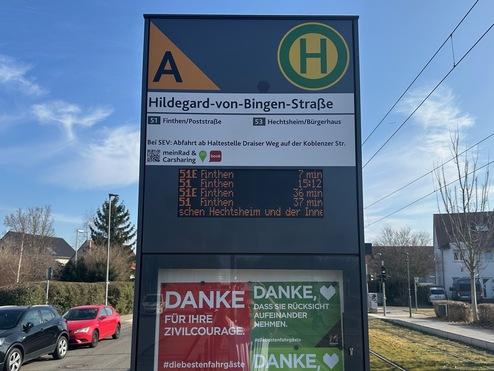 A
H
Hildegard-von-Bingen-Straße
51 Finthen/Poststraße 53 Hechtsheim/Bürgerhaus
Bei SEV: Abfahrt ab Haltestelle Draiser Weg auf der Koblenzer Str.
meinRad &
Carsharing
51E Finthen 7 min
51 Finthen 15:12
51E Finthen 36 min
51 Finthen 37 min
schen Hechtsheim und der Inne
DANKE
FÜR IHRE
ZIVILCOURAGE.
#diebestenfahrgäste
DANKE,
DASS SIE RÜCKSICHT
AUFEINANDER
NEHMEN.
#diebestenfahrgäste
DANKE,